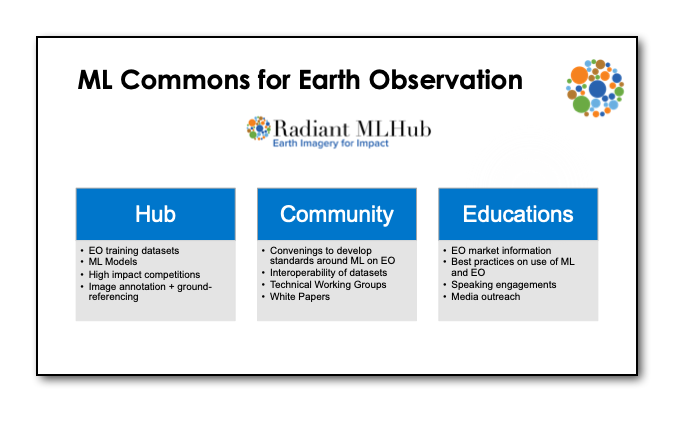 ML Commons for Earth Observation
Radiant MLHub
Earth Imagery for Impact
Hub
• EO training datasets
• ML Models
• High impact competitions
• Image annotation + ground-
referencing
Community
• Convenings to develop
standards around ML on EO
• Interoperability of datasets
• Technical Working Groups
• White Papers
Educations
• EO market information
• Best practices on use of ML
and EO
• Speaking engagements
• Media outreach